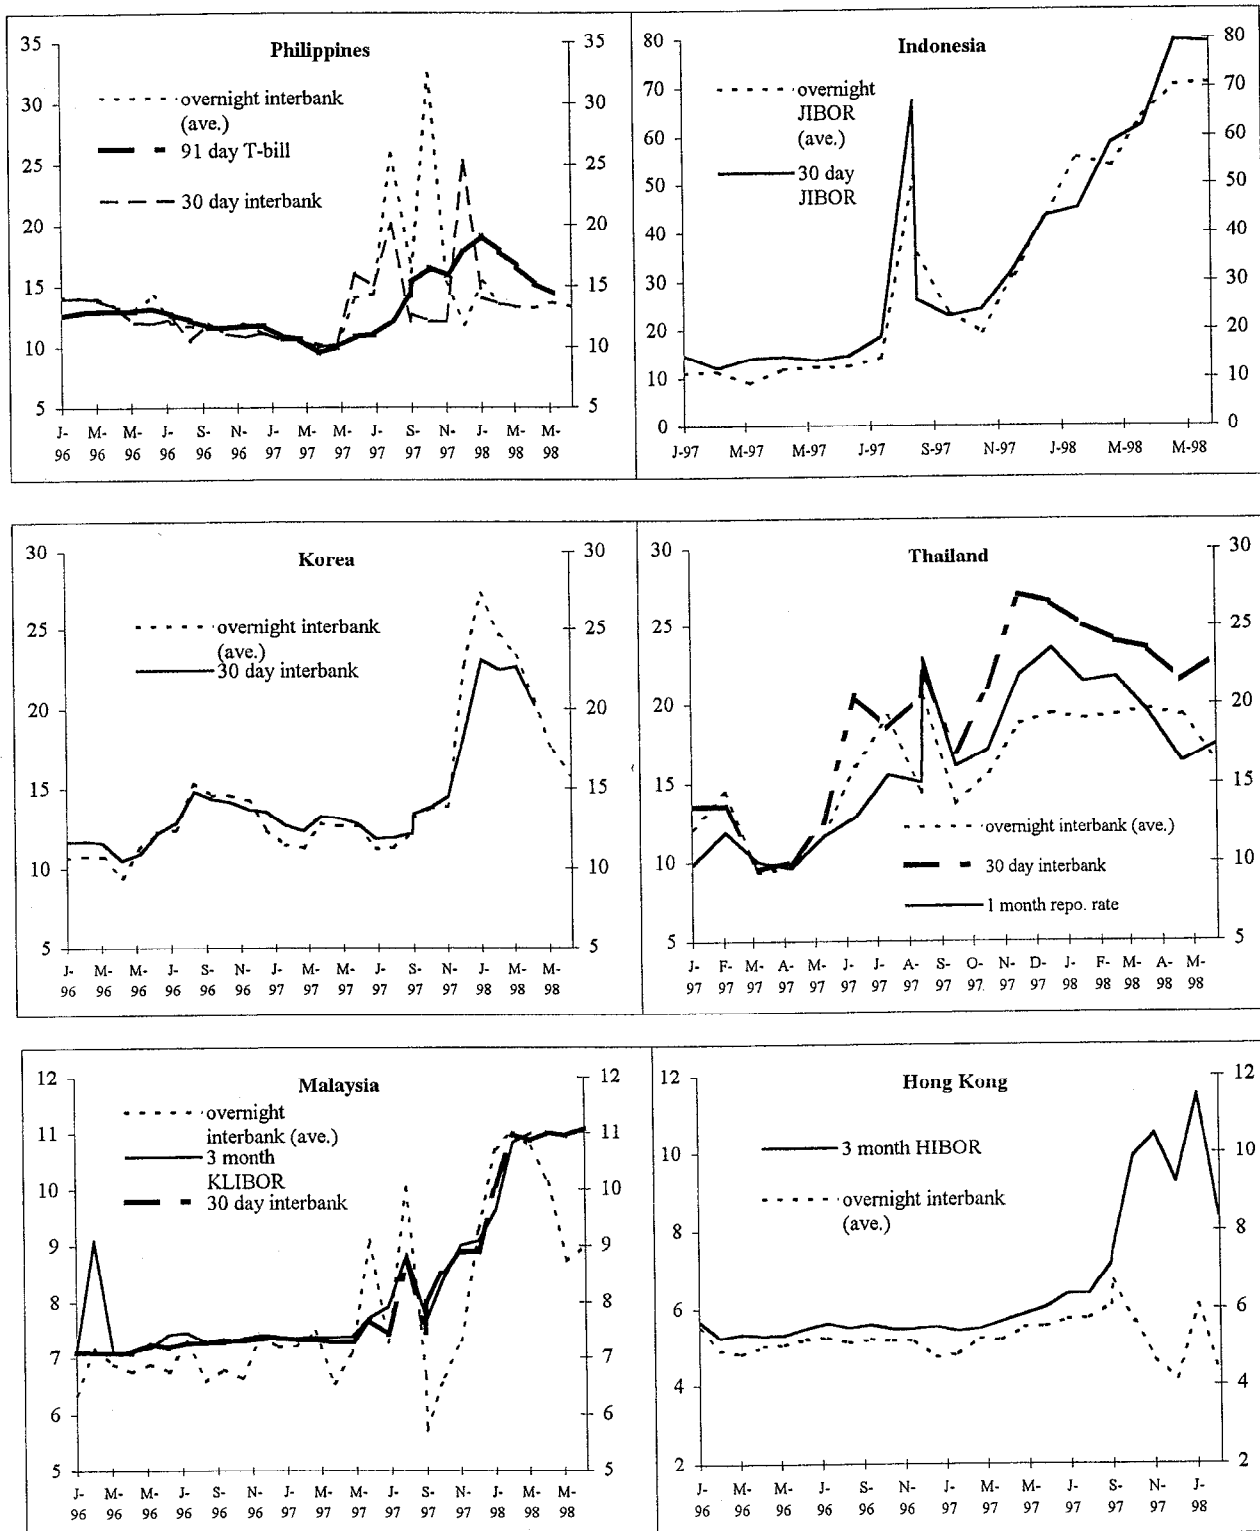 Philippines
35
30
25
20
15
10
5
35
30
25
20
15
10
5
overnight interbank
(ave.)
91 day T-bill
30 day interbank
J- M- M- J- S- N- J- M- M- J- S- N- J- M- M-
96 96 96 96 96 96 97 97 97 97 97 97 98 98 98
Indonesia
80
70
60
50
40
30
20
10
0
80
70
60
50
40
30
20
10
0
overnight
JIBOR
(ave.)
30 day
JIBOR
J-97 M-97 M-97 J-97 S-97 N-97 J-98 M-98 M-98
Korea
30
25
20
15
10
5
30
25
20
15
10
5
overnight interbank
(ave.)
30 day interbank
J- M- M- J- S- N- J- M- M- J- S- N- J- M- M-
96 96 96 96 96 96 97 97 97 97 97 97 98 98 98
Thailand
30
25
20
15
10
5
30
25
20
15
10
5
overnight interbank (ave.)
30 day interbank
1 month repo. rate
J- F- M- A- M- J- J- A- S- O- N- D- J- F- M- A- M-
97 97 97 97 97 97 97 97 97 97 97 97 98 98 98 98 98
Malaysia
12
11
10
9
8
7
6
5
12
11
10
9
8
7
6
5
overnight
interbank (ave.)
3 month
KLIBOR
30 day interbank
J- M- M- J- S- N- J- M- M- J- S- N- J- M- M-
96 96 96 96 96 96 97 97 97 97 97 97 98 98 98
Hong Kong
12
10
8
6
4
2
12
10
8
6
4
2
3 month HIBOR
overnight interbank
(ave.)
J- M- M- J- S- N- J- M- M- J- S- N- J-
96 96 96 96 96 96 97 97 97 97 97 97 98